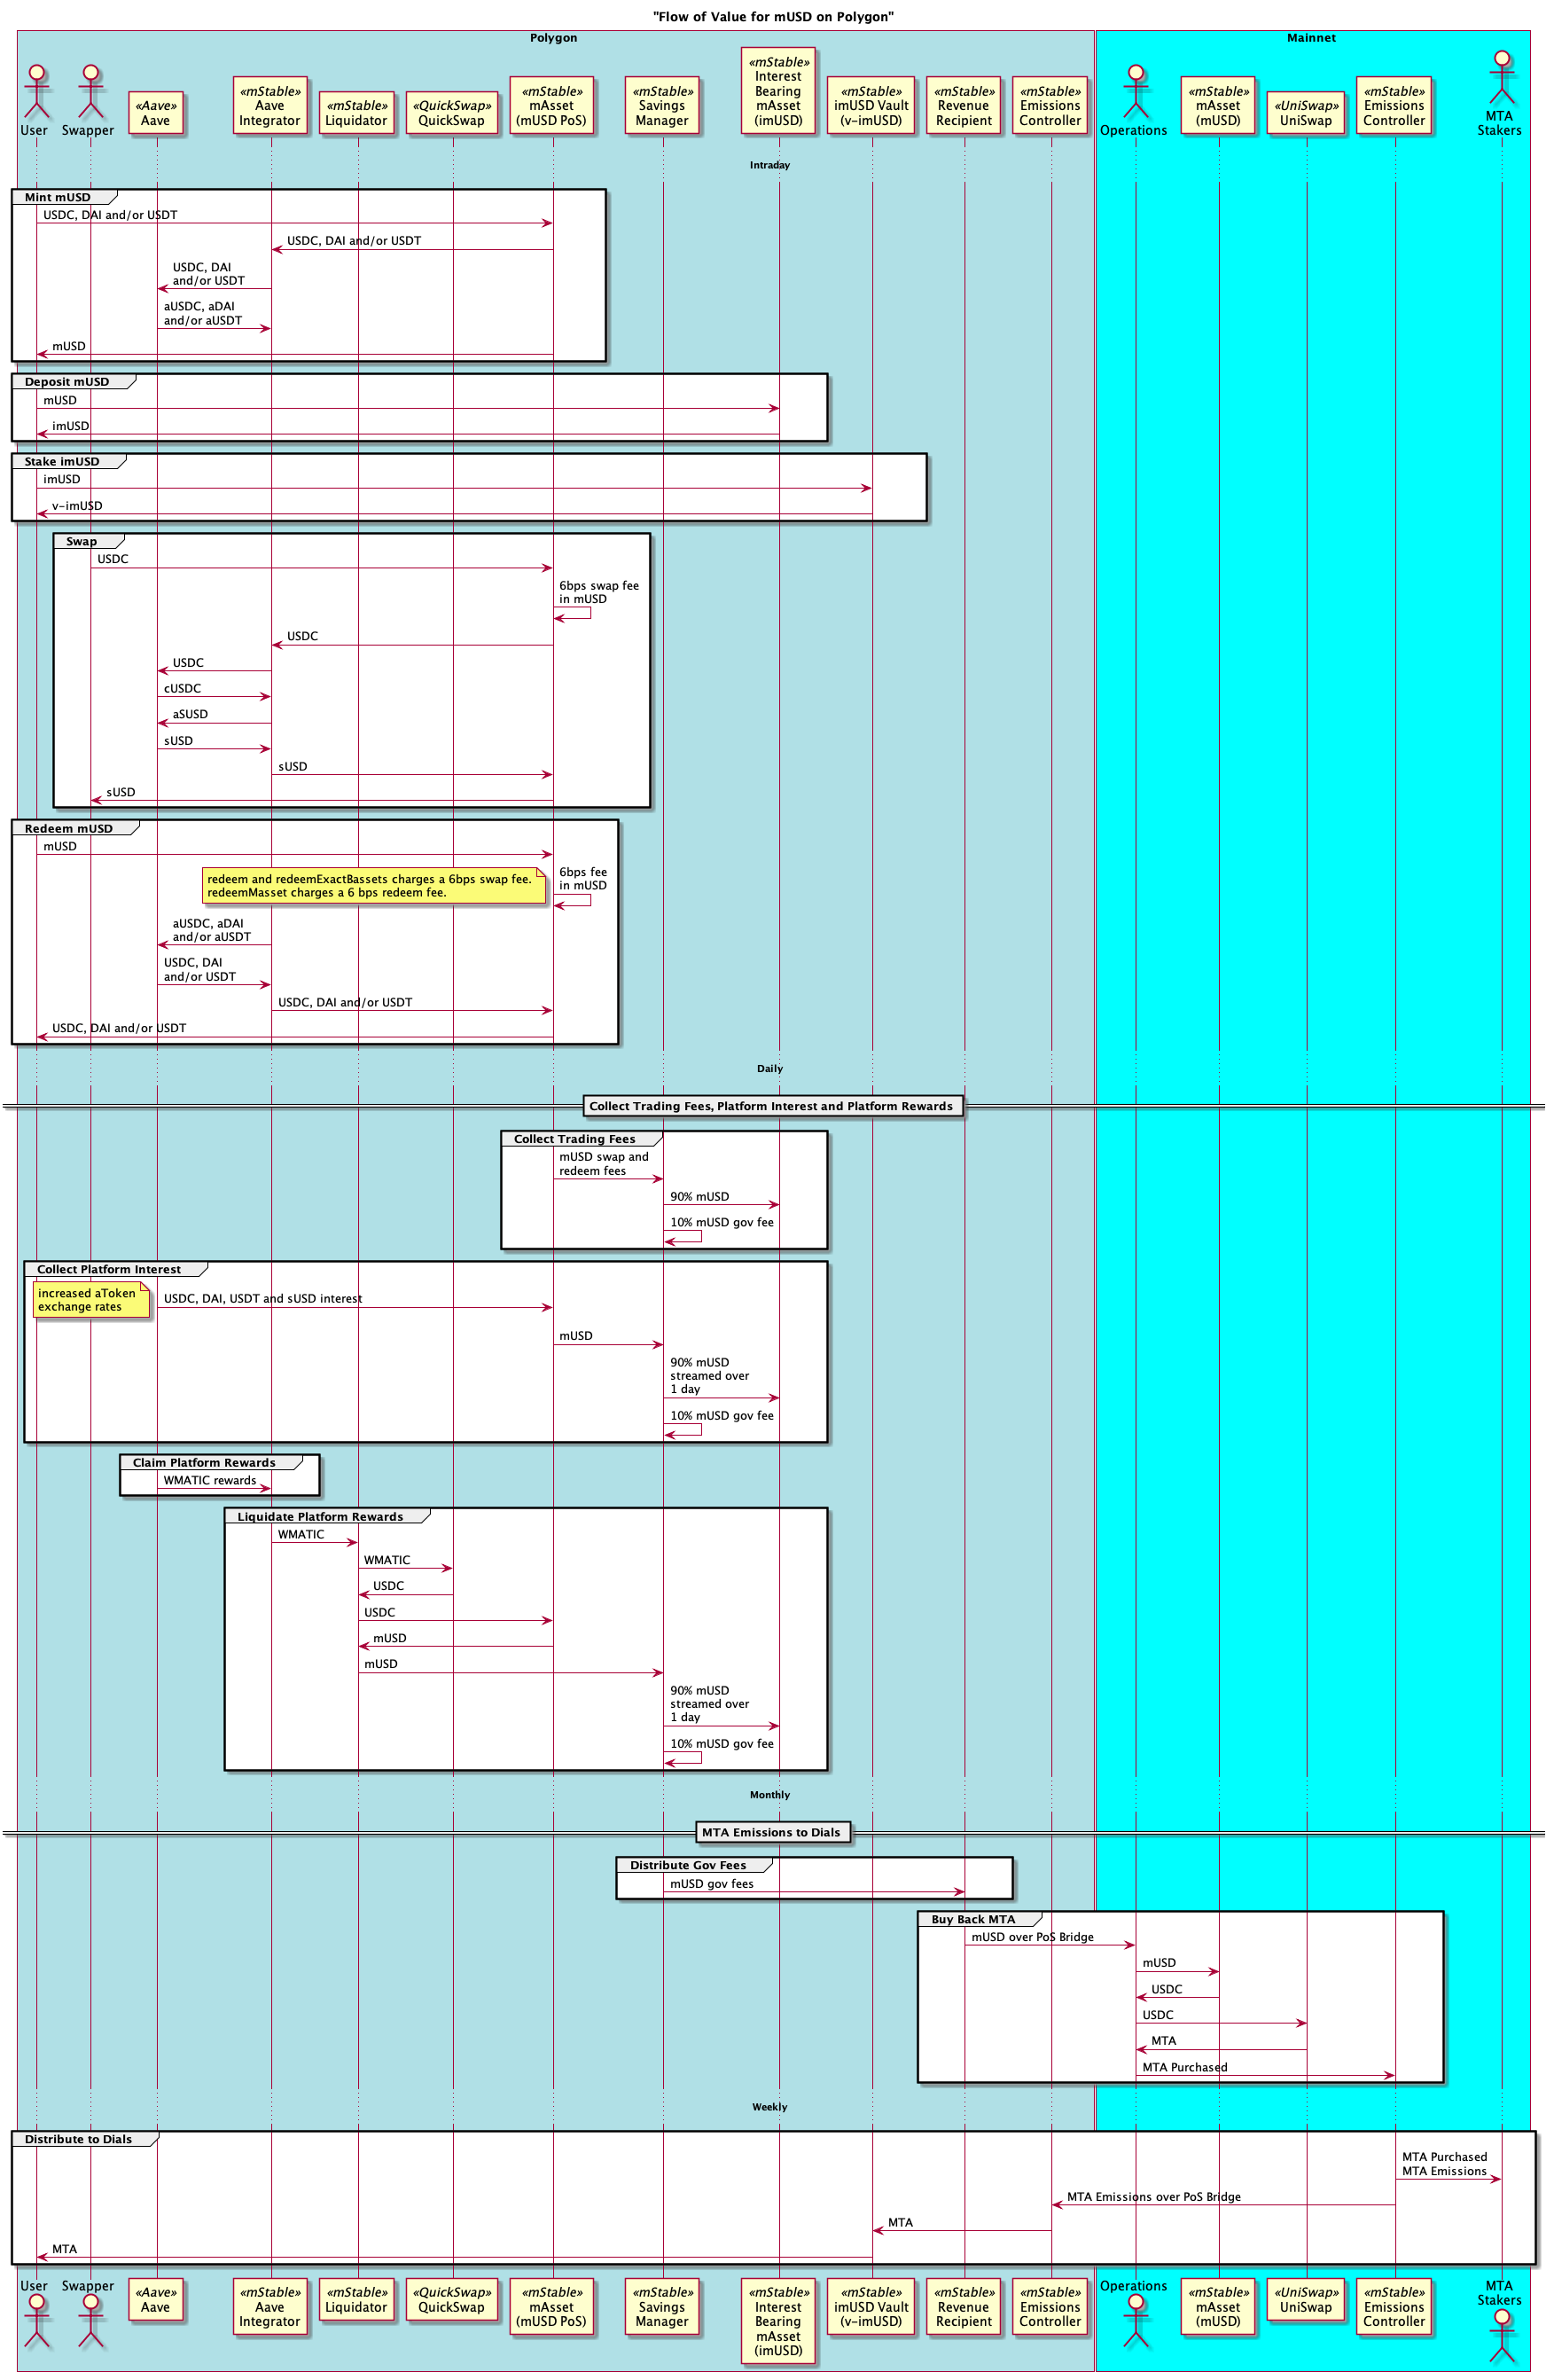 "Flow of Value for mUSD on Polygon"
Polygon
Mainnet
User
Swapper
«Aave»
Aave
«mStable»
Aave
Integrator
«mStable»
Liquidator
«QuickSwap»
QuickSwap
«mStable»
mAsset
(mUSD PoS)
«mStable»
Savings
Manager
«mStable»
Interest
Bearing
mAsset
(imUSD)
«mStable»
imUSD Vault
(v-imUSD)
«mStable»
Revenue
Recipient
«mStable»
Emissions
Controller
Operations
«mStable»
mAsset
(mUSD)
«UniSwap»
UniSwap
«mStable»
Emissions
Controller
MTA
Stakers
Intraday
Mint mUSD
USDC, DAI and/or USDT
USDC, DAI and/or USDT
USDC, DAI
and/or USDT
aUSDC, aDAI
and/or aUSDT
mUSD
Deposit mUSD
mUSD
imUSD
Stake imUSD
imUSD
v-imUSD
Swap
USDC
6bps swap fee
in mUSD
USDC
USDC
cUSDC
aSUSD
sUSD
sUSD
sUSD
Redeem mUSD
mUSD
redeem and redeemExactBassets charges a 6bps swap fee.
redeemMasset charges a 6 bps redeem fee.
6bps fee
in mUSD
aUSDC, aDAI
and/or aUSDT
USDC, DAI
and/or USDT
USDC, DAI and/or USDT
USDC, DAI and/or USDT
Daily
Collect Trading Fees, Platform Interest and Platform Rewards
Collect Trading Fees
mUSD swap and
redeem fees
90% mUSD
10% mUSD gov fee
Collect Platform Interest
increased aToken
exchange rates
USDC, DAI, USDT and sUSD interest
mUSD
90% mUSD
streamed over
1 day
10% mUSD gov fee
Claim Platform Rewards
WMATIC rewards
Liquidate Platform Rewards
WMATIC
WMATIC
USDC
USDC
mUSD
mUSD
90% mUSD
streamed over
1 day
10% mUSD gov fee
Monthly
MTA Emissions to Dials
Distribute Gov Fees
mUSD gov fees
Buy Back MTA
mUSD over PoS Bridge
mUSD
USDC
USDC
MTA
MTA Purchased
Weekly
Distribute to Dials
MTA Purchased
MTA Emissions
MTA Emissions over PoS Bridge
MTA
MTA
User
Swapper
«Aave»
Aave
«mStable»
Aave
Integrator
«mStable»
Liquidator
«QuickSwap»
QuickSwap
«mStable»
mAsset
(mUSD PoS)
«mStable»
Savings
Manager
«mStable»
Interest
Bearing
mAsset
(imUSD)
«mStable»
imUSD Vault
(v-imUSD)
«mStable»
Revenue
Recipient
«mStable»
Emissions
Controller
Operations
«mStable»
mAsset
(mUSD)
«UniSwap»
UniSwap
«mStable»
Emissions
Controller
MTA
Stakers